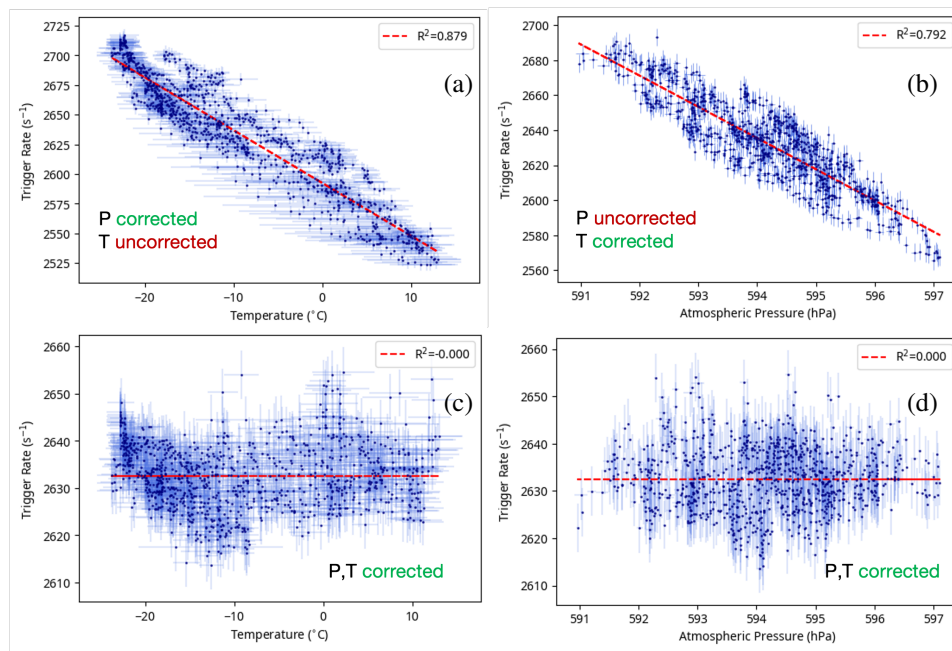 2725
2700
2675
2650
2625
2600
2575
2550
2525
Trigger Rate (s⁻¹)
R²=0.879
(a)
P corrected
T uncorrected
−20
−10
0
10
Temperature (°C)
2700
2680
2660
2640
2620
2600
2580
2560
Trigger Rate (s⁻¹)
R²=0.792
(b)
P uncorrected
T corrected
591
592
593
594
595
596
597
Atmospheric Pressure (hPa)
2660
2650
2640
2630
2620
2610
Trigger Rate (s⁻¹)
R²=-0.000
(c)
P,T corrected
−20
−10
0
10
Temperature (°C)
2660
2650
2640
2630
2620
2610
Trigger Rate (s⁻¹)
R²=0.000
(d)
P,T corrected
591
592
593
594
595
596
597
Atmospheric Pressure (hPa)